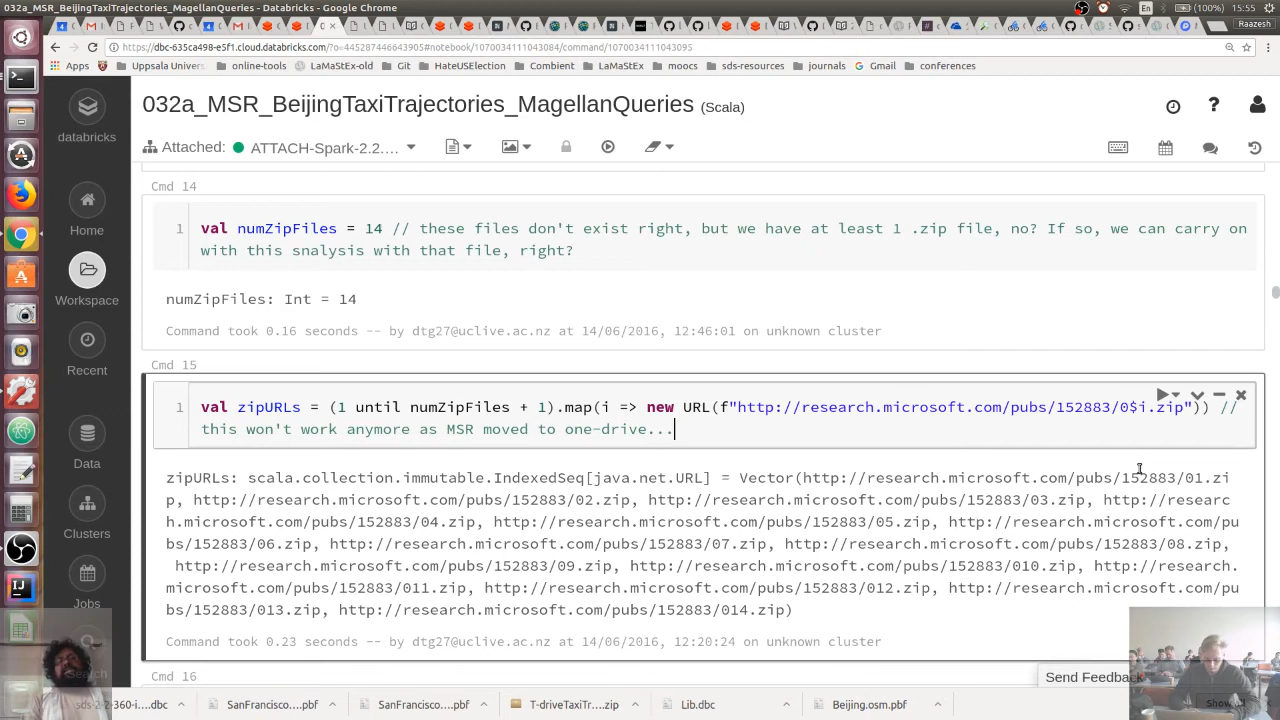 032a_MSR_BeijingTaxiTrajectories_MagellanQueries - Databricks - Google Chrome
En
15:55
Raazesh
https://dbc-635ca498-e5f1.cloud.databricks.com/?o=445287446643905#notebook/1070034111043084/command/1070034111043095
Apps
Uppsala Univers
online-tools
LaMaStEx-old
Git
HateUSElection
Combient
LaMaStEx
moocs
sds-resources
journals
Gmail
conferences
032a_MSR_BeijingTaxiTrajectories_MagellanQueries (Scala)
databricks
Attached: ATTACH-Spark-2.2....
Home
Workspace
Recent
Data
Clusters
Jobs
Search
Cmd 14
1 val numZipFiles = 14 // these files don't exist right, but we have at least 1 .zip file, no? If so, we can carry on
with this snalysis with that file, right?
numZipFiles: Int = 14
Command took 0.16 seconds -- by dtg27@uclive.ac.nz at 14/06/2016, 12:46:01 on unknown cluster
Cmd 15
1 val zipURLs = (1 until numZipFiles + 1).map(i => new URL(f"http://research.microsoft.com/pubs/152883/0$i.zip")) //
this won't work anymore as MSR moved to one-drive...
zipURLs: scala.collection.immutable.IndexedSeq[java.net.URL] = Vector(http://research.microsoft.com/pubs/152883/01.zi
p, http://research.microsoft.com/pubs/152883/02.zip, http://research.microsoft.com/pubs/152883/03.zip, http://researc
h.microsoft.com/pubs/152883/04.zip, http://research.microsoft.com/pubs/152883/05.zip, http://research.microsoft.com/pu
bs/152883/06.zip, http://research.microsoft.com/pubs/152883/07.zip, http://research.microsoft.com/pubs/152883/08.zip,
http://research.microsoft.com/pubs/152883/09.zip, http://research.microsoft.com/pubs/152883/010.zip, http://research.
microsoft.com/pubs/152883/011.zip, http://research.microsoft.com/pubs/152883/012.zip, http://research.microsoft.com/pu
bs/152883/013.zip, http://research.microsoft.com/pubs/152883/014.zip)
Command took 0.23 seconds -- by dtg27@uclive.ac.nz at 14/06/2016, 12:20:24 on unknown cluster
Cmd 16
Send Feedback
sds-2-2-360-i....dbc
SanFrancisco....pbf
SanFrancisco....pbf
T-driveTaxiTr....zip
Lib.dbc
Beijing.osm.pbf